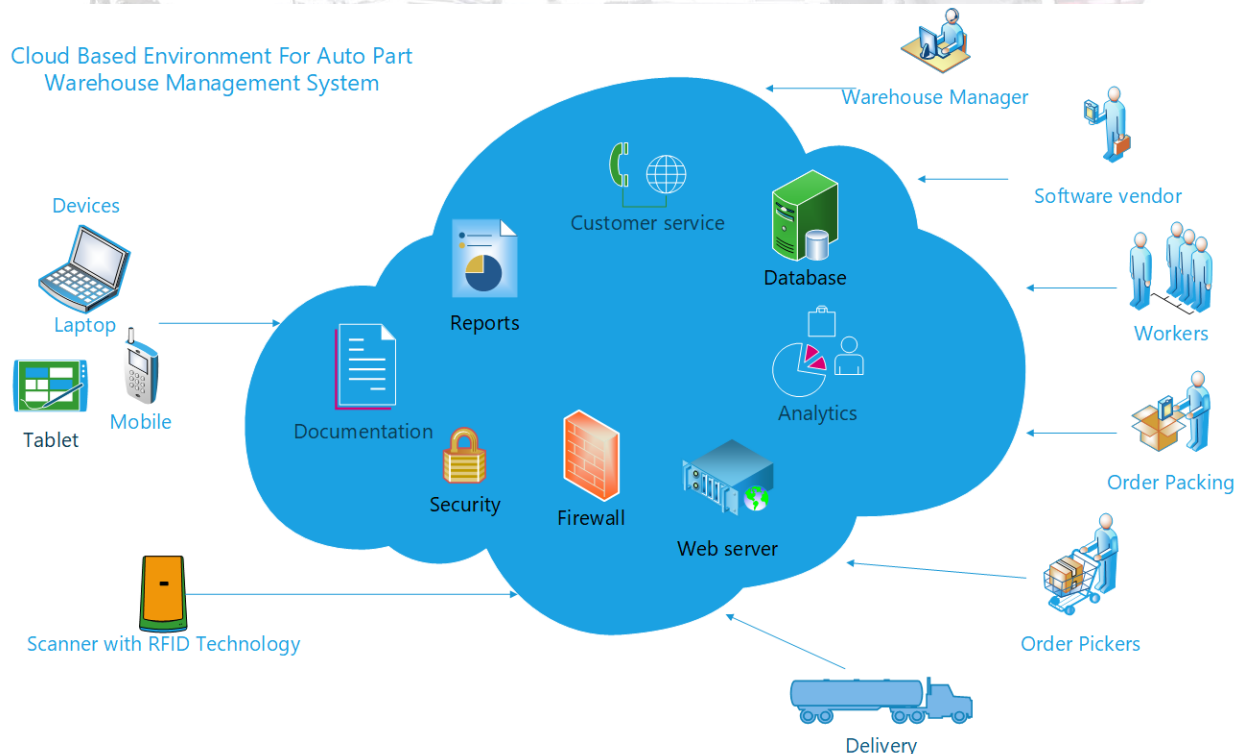 Cloud Based Environment For Auto Part
Warehouse Management System
Warehouse Manager
Software vendor
Customer service
Devices
Database
Laptop
Reports
Workers
Analytics
Mobile
Tablet
Documentation
Order Packing
Security
Firewall
Web server
Scanner with RFID Technology
Order Pickers
Delivery